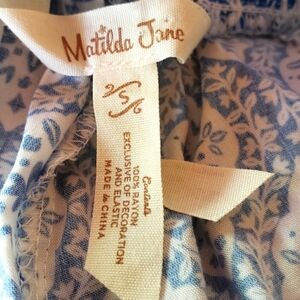 Matilda Jane
S
Contents
100% RAYON
EXCLUSIVE OF DECORATION
AND ELASTIC
MADE in CHINA